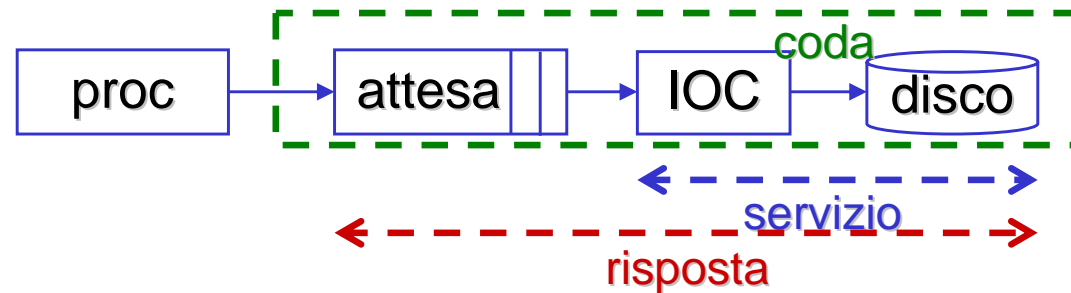 coda
proc attesa IOC disco
servizio
risposta